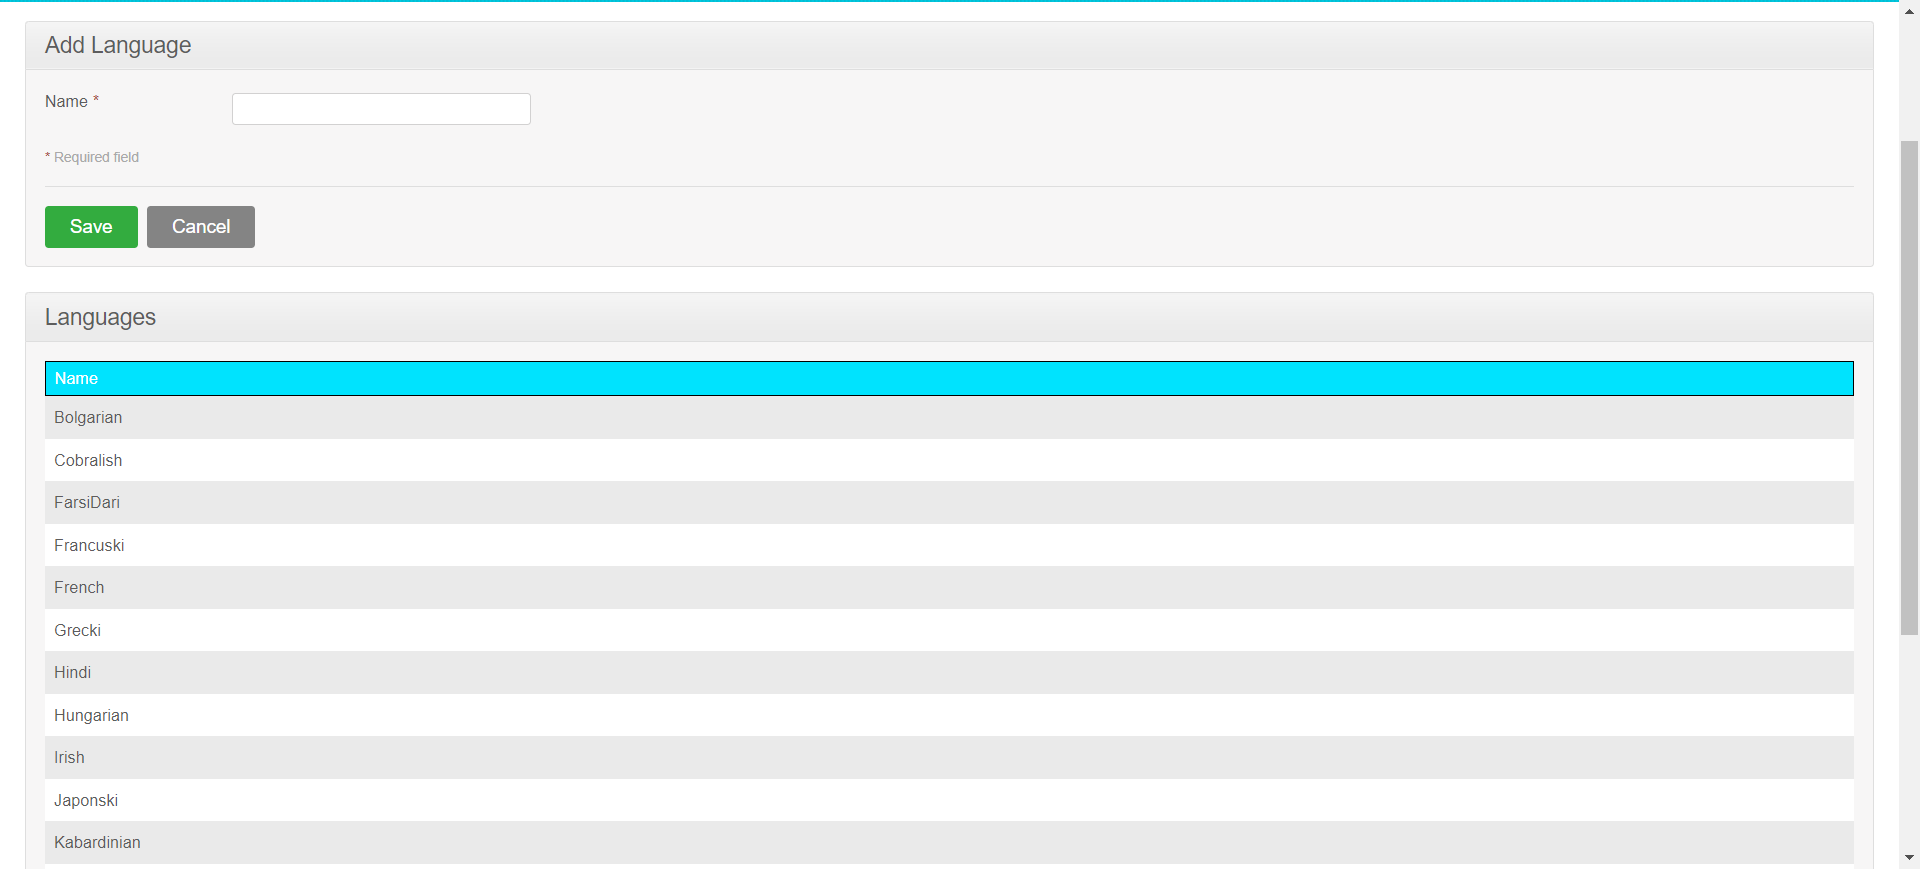 Add Language
Name *
* Required field
Save Cancel
Languages
Name
Bolgarian
Cobralish
FarsiDari
Francuski
French
Grecki
Hindi
Hungarian
Irish
Japonski
Kabardinian